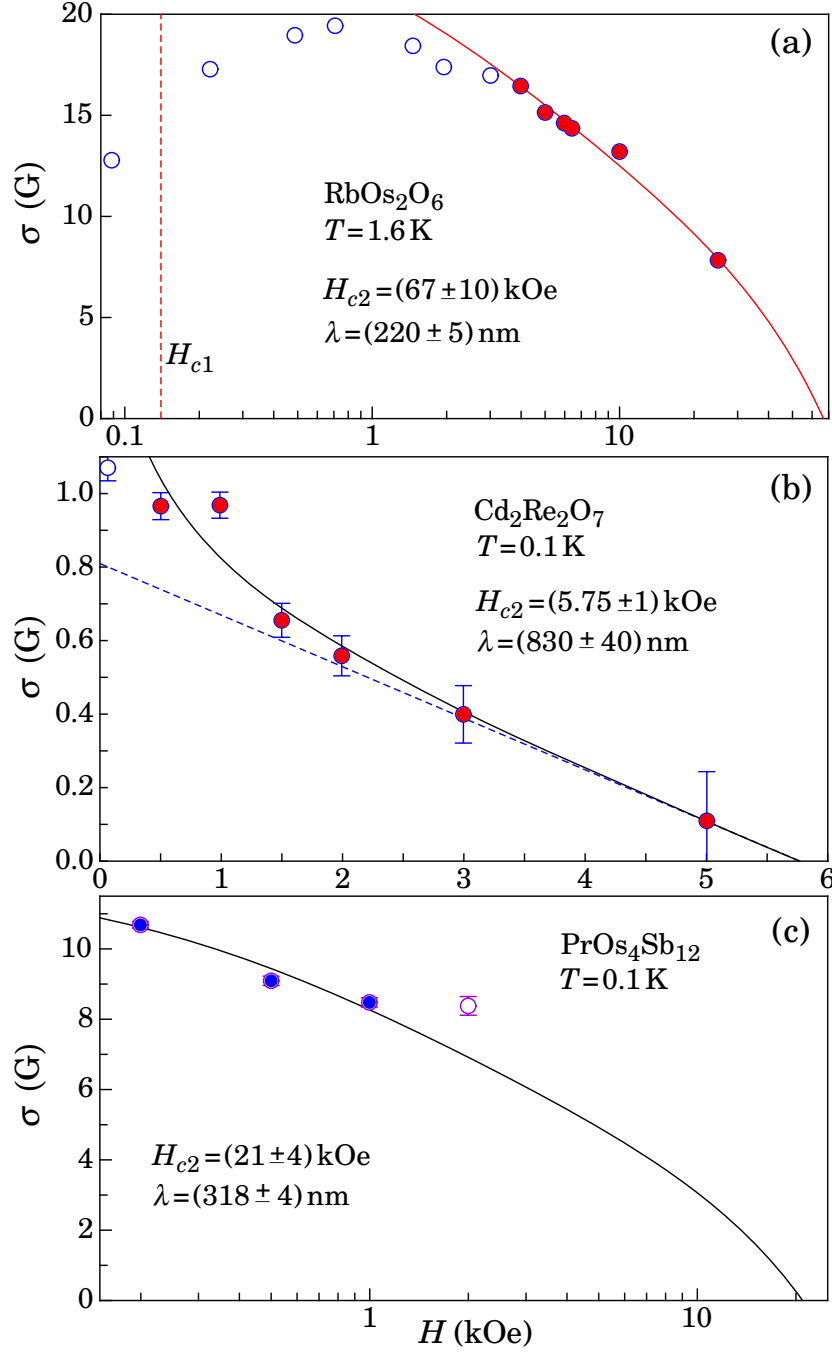 20
15
10
5
0
σ (G)
(a)
RbOs₂O₆
T=1.6 K
H_c2=(67±10) kOe
λ=(220±5) nm
H_c1
0.1
1
10
1.0
0.8
0.6
0.4
0.2
0.0
σ (G)
(b)
Cd₂Re₂O₇
T=0.1 K
H_c2=(5.75±1) kOe
λ=(830±40) nm
0
1
2
3
4
5
6
10
8
6
4
2
0
σ (G)
(c)
PrOs₄Sb₁₂
T=0.1 K
H_c2=(21±4) kOe
λ=(318±4) nm
1
10
H (kOe)